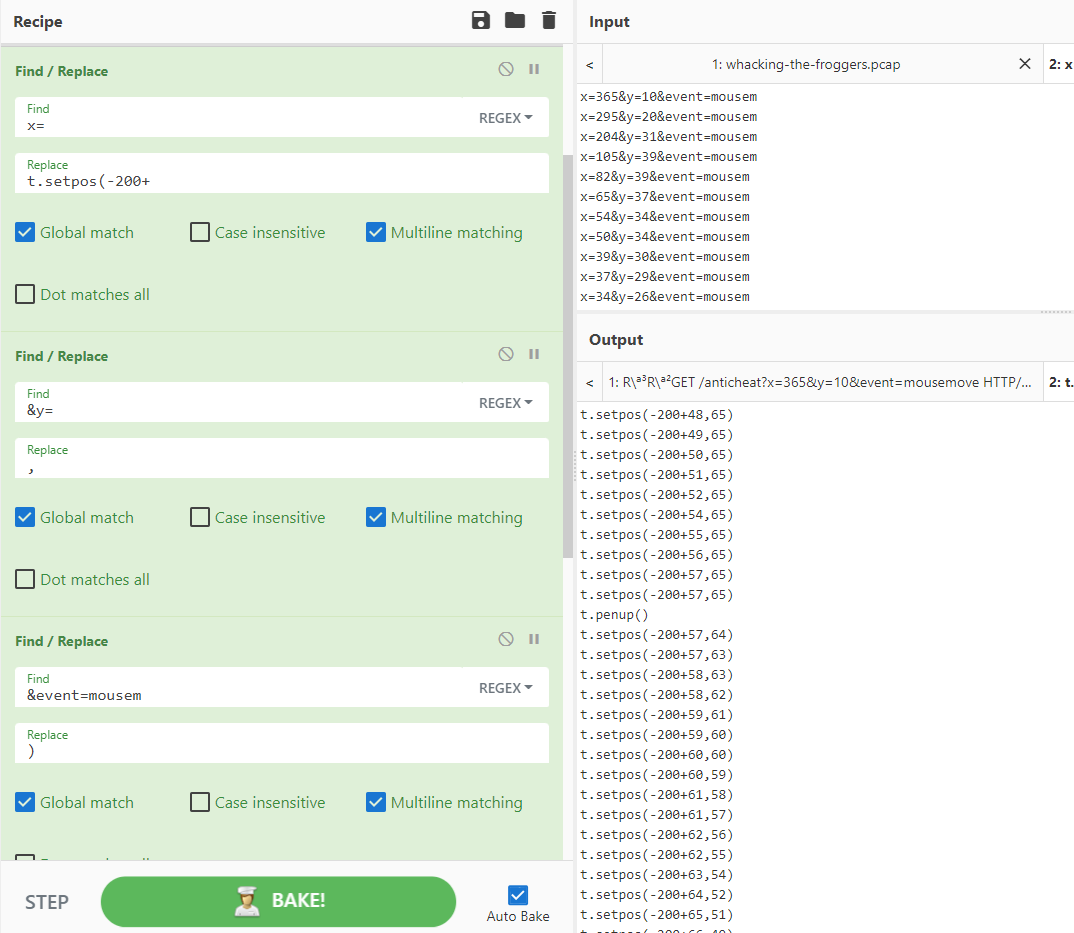 Recipe
Find / Replace
Find
x=
REGEX
Replace
t.setpos(-200+
Global match
Case insensitive
Multiline matching
Dot matches all
Find / Replace
Find
&y=
REGEX
Replace
,
Global match
Case insensitive
Multiline matching
Dot matches all
Find / Replace
Find
&event=mousem
REGEX
Replace
)
Global match
Case insensitive
Multiline matching
STEP
BAKE!
Auto Bake
Input
< 1: whacking-the-froggers.pcap 2: x
x=365&y=10&event=mousem
x=295&y=20&event=mousem
x=204&y=31&event=mousem
x=105&y=39&event=mousem
x=82&y=39&event=mousem
x=65&y=37&event=mousem
x=54&y=34&event=mousem
x=50&y=34&event=mousem
x=39&y=30&event=mousem
x=37&y=29&event=mousem
x=34&y=26&event=mousem
Output
< 1: R\ª³R\ª²GET /anticheat?x=365&y=10&event=mousemove HTTP/... 2: t.
t.setpos(-200+48,65)
t.setpos(-200+49,65)
t.setpos(-200+50,65)
t.setpos(-200+51,65)
t.setpos(-200+52,65)
t.setpos(-200+54,65)
t.setpos(-200+55,65)
t.setpos(-200+56,65)
t.setpos(-200+57,65)
t.setpos(-200+57,65)
t.penup()
t.setpos(-200+57,64)
t.setpos(-200+57,63)
t.setpos(-200+58,63)
t.setpos(-200+58,62)
t.setpos(-200+59,61)
t.setpos(-200+59,60)
t.setpos(-200+60,60)
t.setpos(-200+60,59)
t.setpos(-200+61,58)
t.setpos(-200+61,57)
t.setpos(-200+62,56)
t.setpos(-200+62,55)
t.setpos(-200+63,54)
t.setpos(-200+64,52)
t.setpos(-200+65,51)